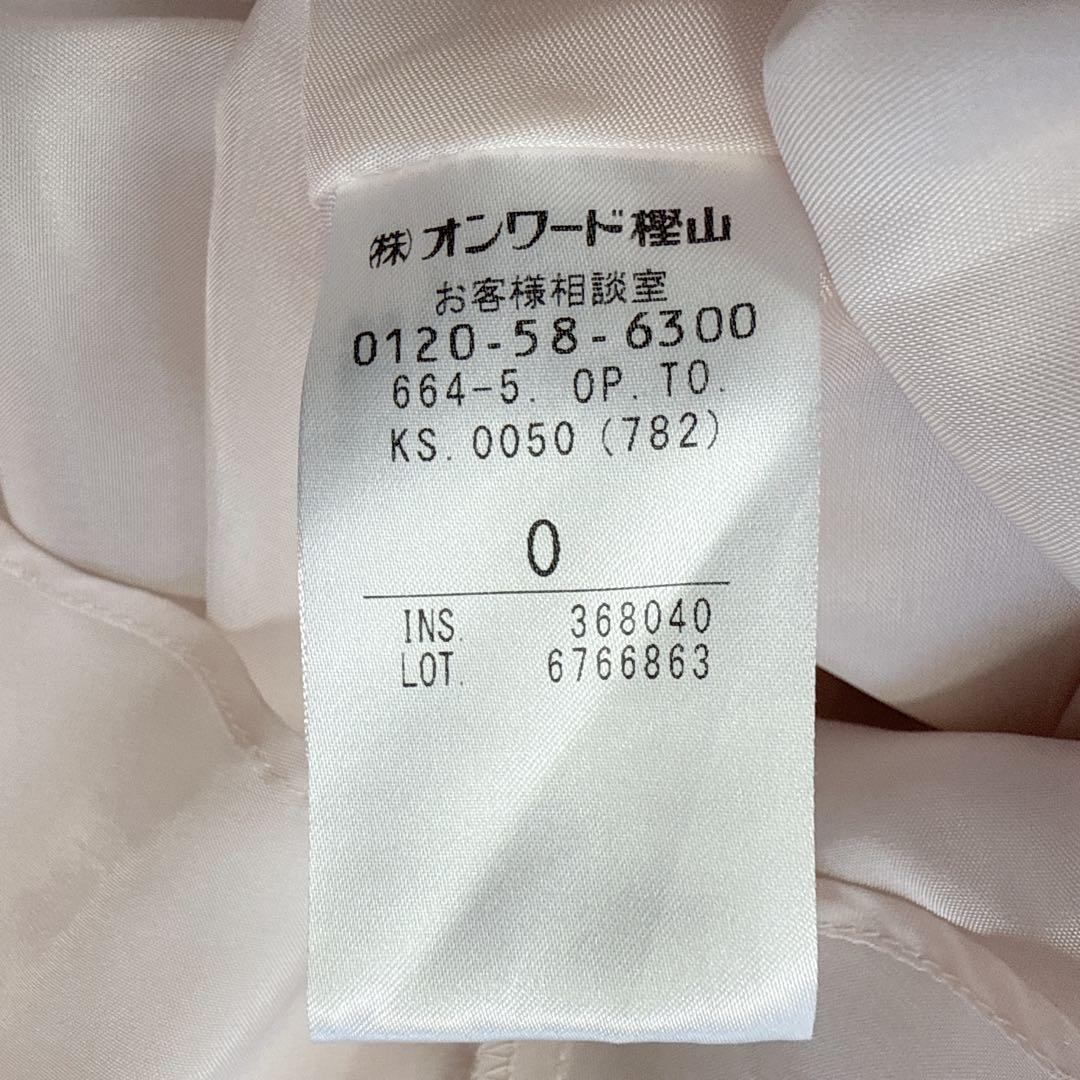 (株)オンワード樫山
お客様相談室
0120-58-6300
664-5. OP. TO.
KS. 0050 (782)
0
INS. 368040
LOT. 6766863